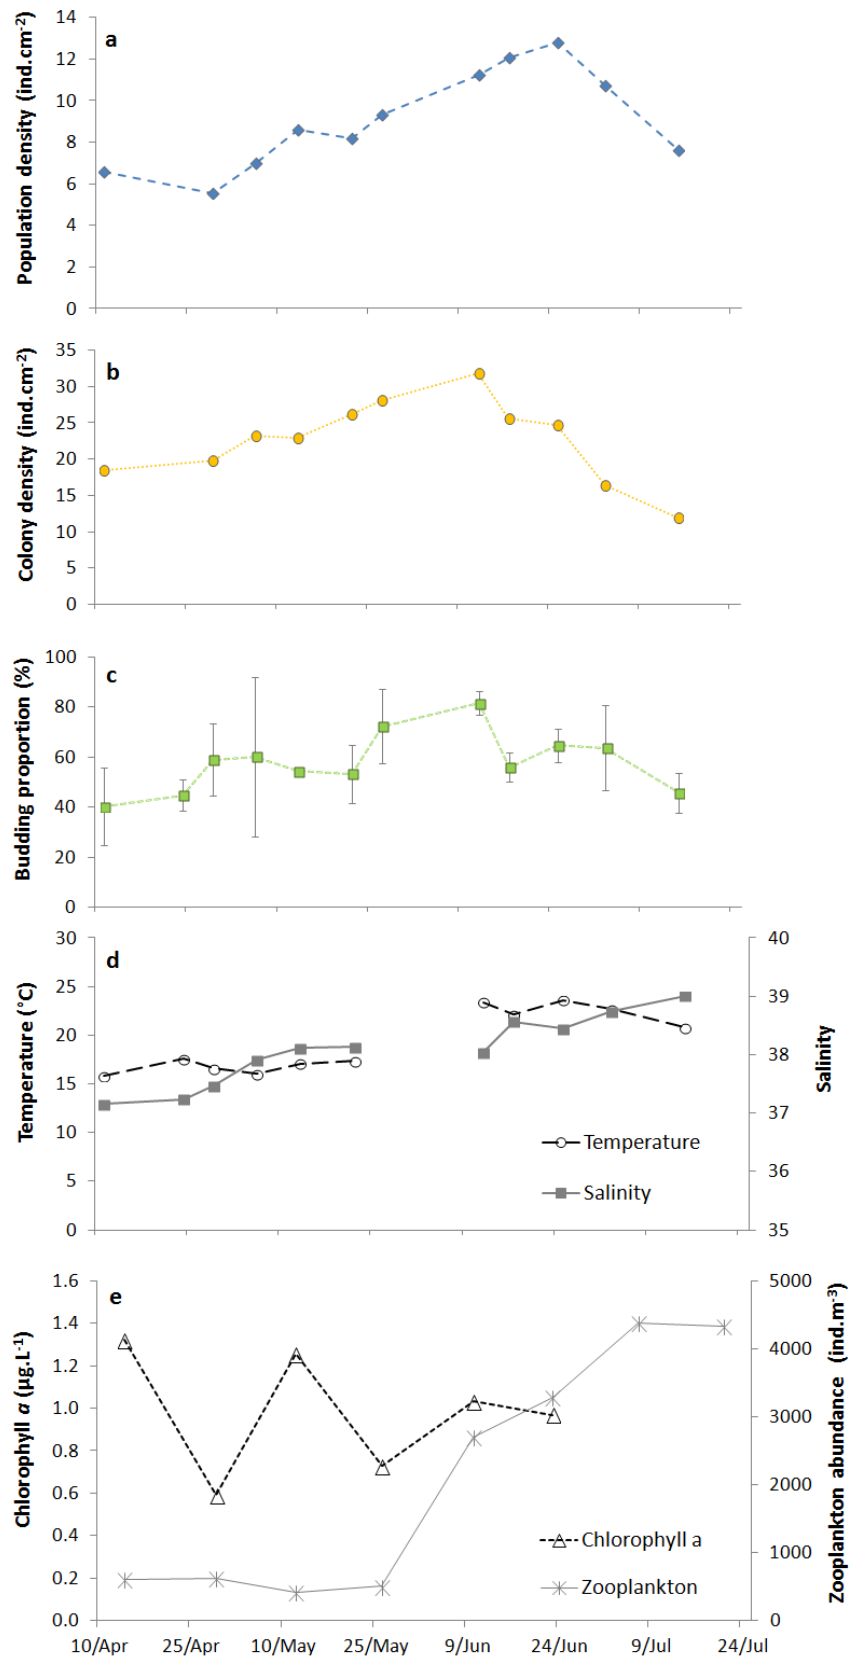 a
Population density (ind.cm-2)
14
12
10
8
6
4
2
0
b
Colony density (ind.cm-2)
35
30
25
20
15
10
5
0
c
Budding proportion (%)
100
80
60
40
20
0
d
Temperature (°C)
30
25
20
15
10
5
0
Salinity
40
39
38
37
36
35
Temperature
Salinity
e
Chlorophyll a (µg.L-1)
1.6
1.4
1.2
1.0
0.8
0.6
0.4
0.2
0.0
Zooplankton abundance (ind.m-3)
5000
4000
3000
2000
1000
0
Chlorophyll a
Zooplankton
10/Apr 25/Apr 10/May 25/May 9/Jun 24/Jun 9/Jul 24/Jul